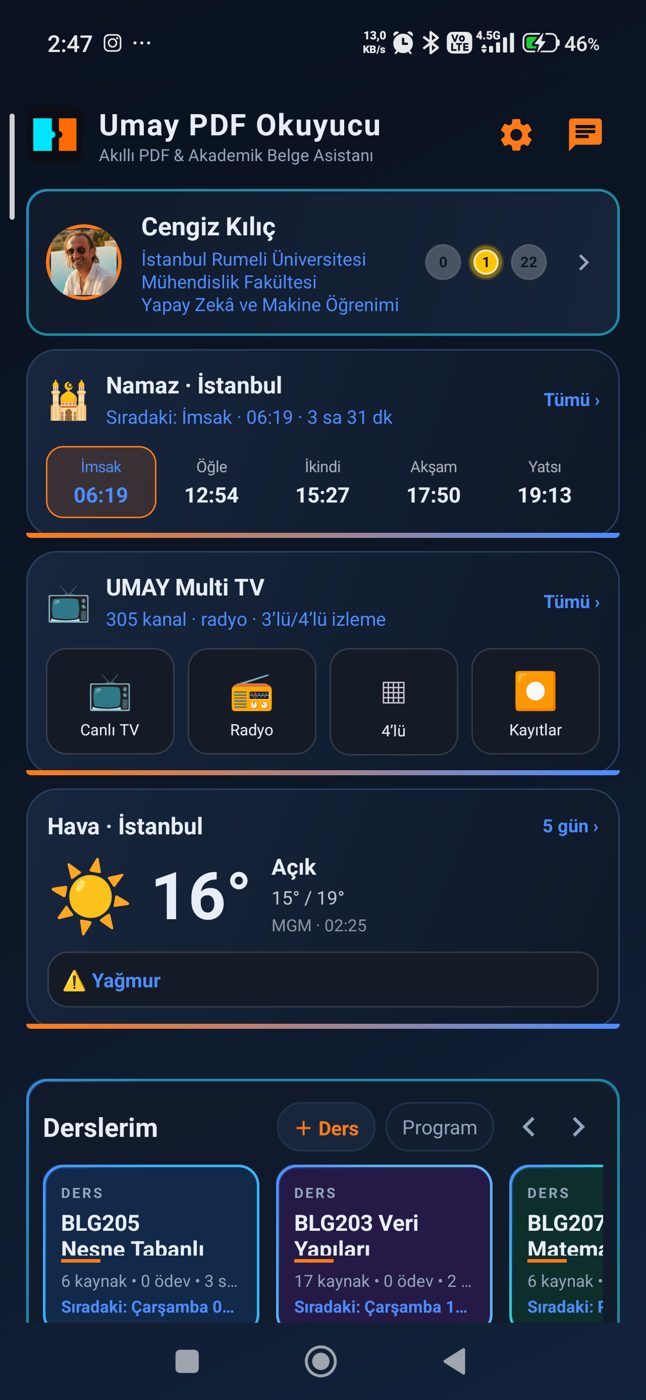 2:47 ... 13,0 KB/s Vo LTE 4.5G 46%
Umay PDF Okuyucu
Akıllı PDF & Akademik Belge Asistanı
Cengiz Kılıç
İstanbul Rumeli Üniversitesi
Mühendislik Fakültesi
Yapay Zekâ ve Makine Öğrenimi
0 1 22
Namaz · İstanbul
Sıradaki: İmsak · 06:19 · 3 sa 31 dk
Tümü ›
İmsak Öğle İkindi Akşam Yatsı
06:19 12:54 15:27 17:50 19:13
UMAY Multi TV
305 kanal · radyo · 3’lü/4’lü izleme
Tümü ›
Canlı TV Radyo 4’lü Kayıtlar
Hava · İstanbul 5 gün ›
16°
Açık
15° / 19°
MGM · 02:25
Yağmur
Derslerim + Ders Program
DERS
BLG205
Nesne Tabanlı
6 kaynak • 0 ödev • 3 s...
Sıradaki: Çarşamba 0...
DERS
BLG203 Veri
Yapıları
17 kaynak • 0 ödev • 2 ...
Sıradaki: Çarşamba 1...
DERS
BLG207
Matema
6 kaynak •
Sıradaki: